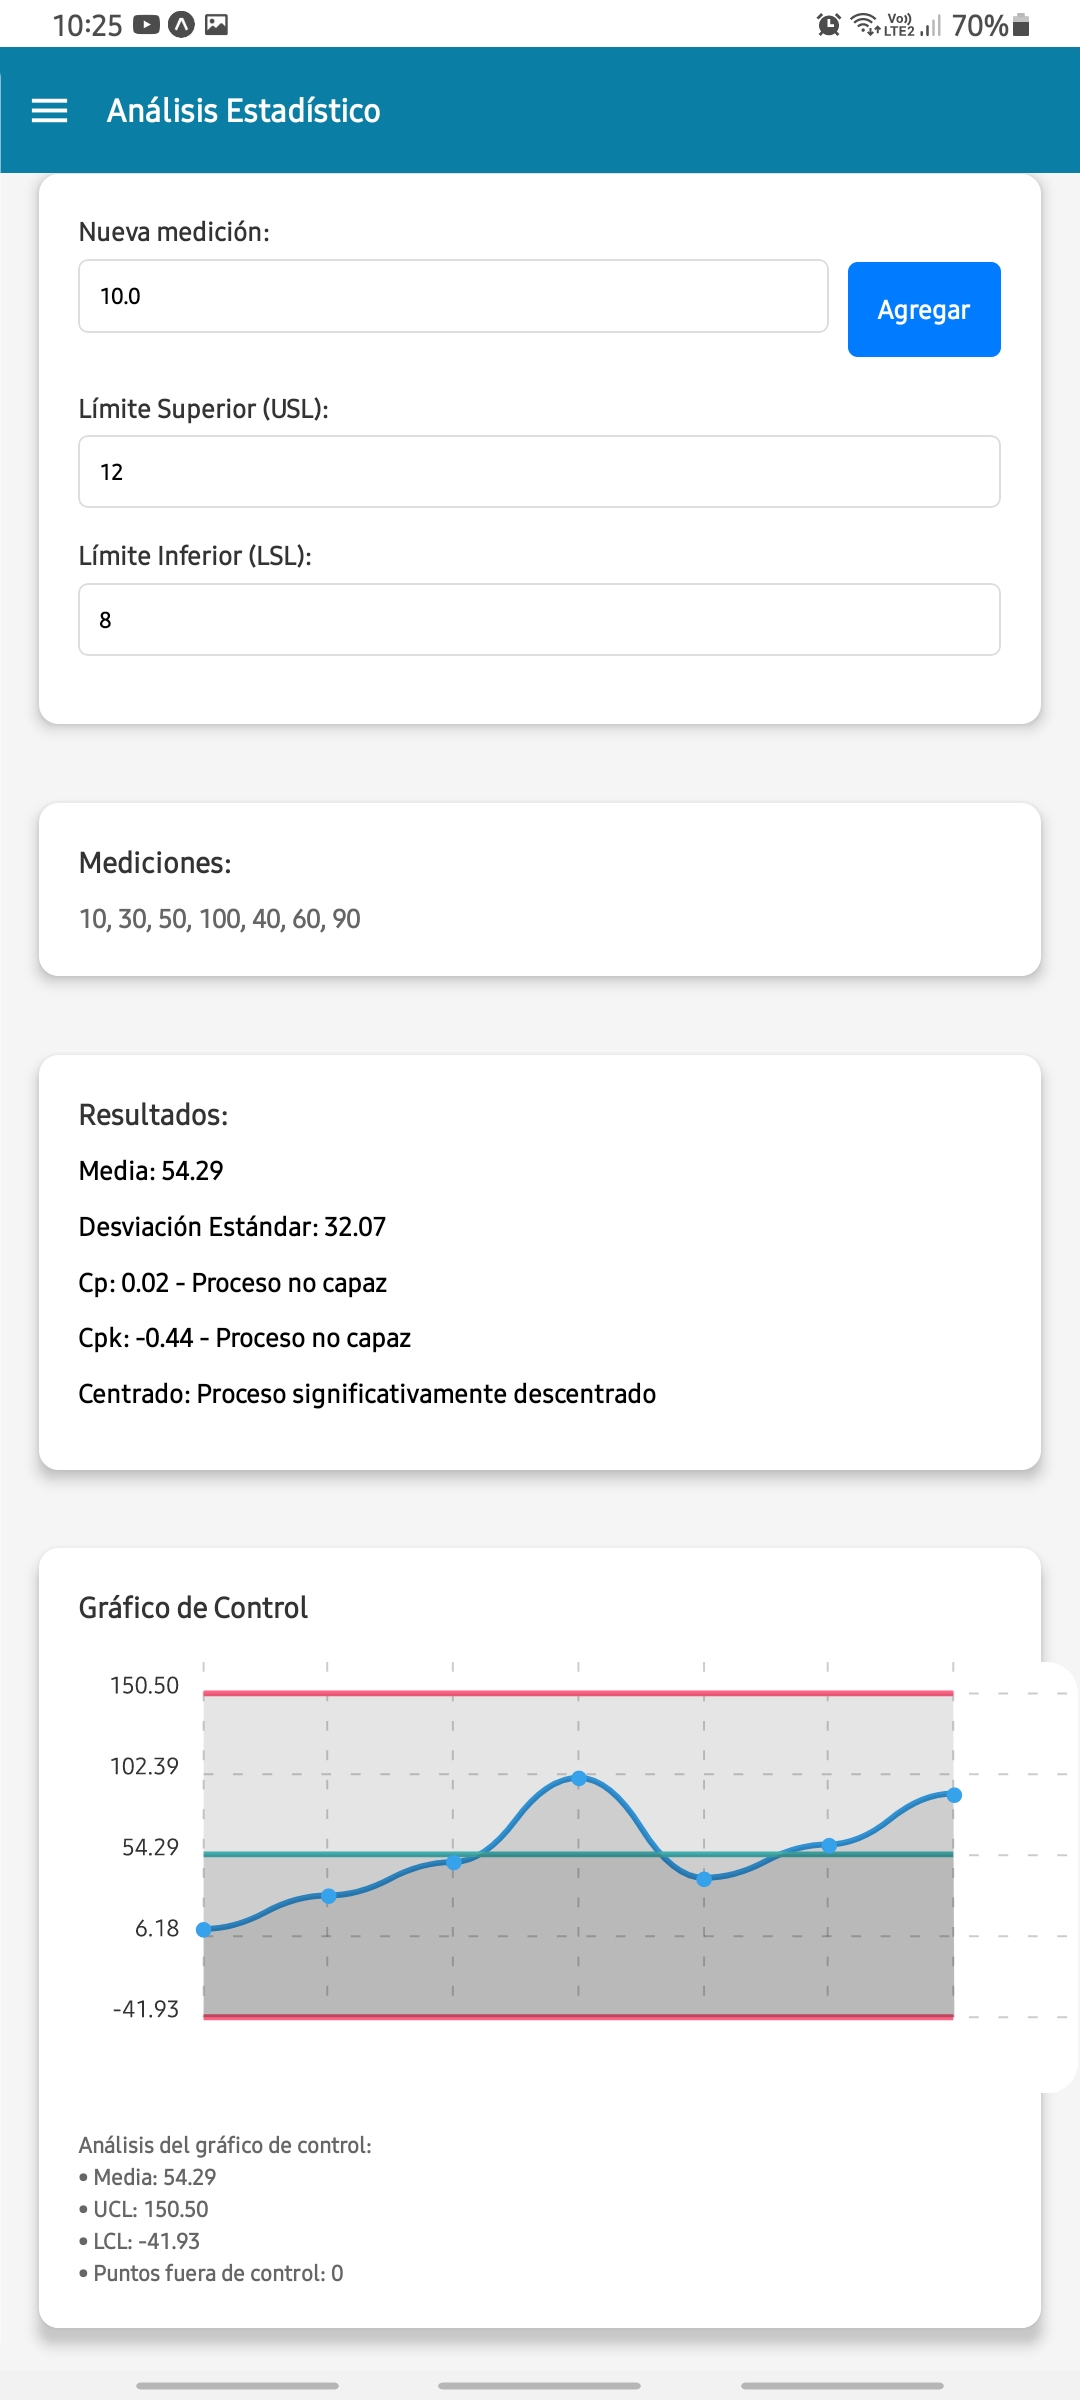 10:25 Vo)) LTE2 70%
Análisis Estadístico
Nueva medición:
10.0
Agregar
Límite Superior (USL):
12
Límite Inferior (LSL):
8
Mediciones:
10, 30, 50, 100, 40, 60, 90
Resultados:
Media: 54.29
Desviación Estándar: 32.07
Cp: 0.02 - Proceso no capaz
Cpk: -0.44 - Proceso no capaz
Centrado: Proceso significativamente descentrado
Gráfico de Control
150.50
102.39
54.29
6.18
-41.93
Análisis del gráfico de control:
• Media: 54.29
• UCL: 150.50
• LCL: -41.93
• Puntos fuera de control: 0